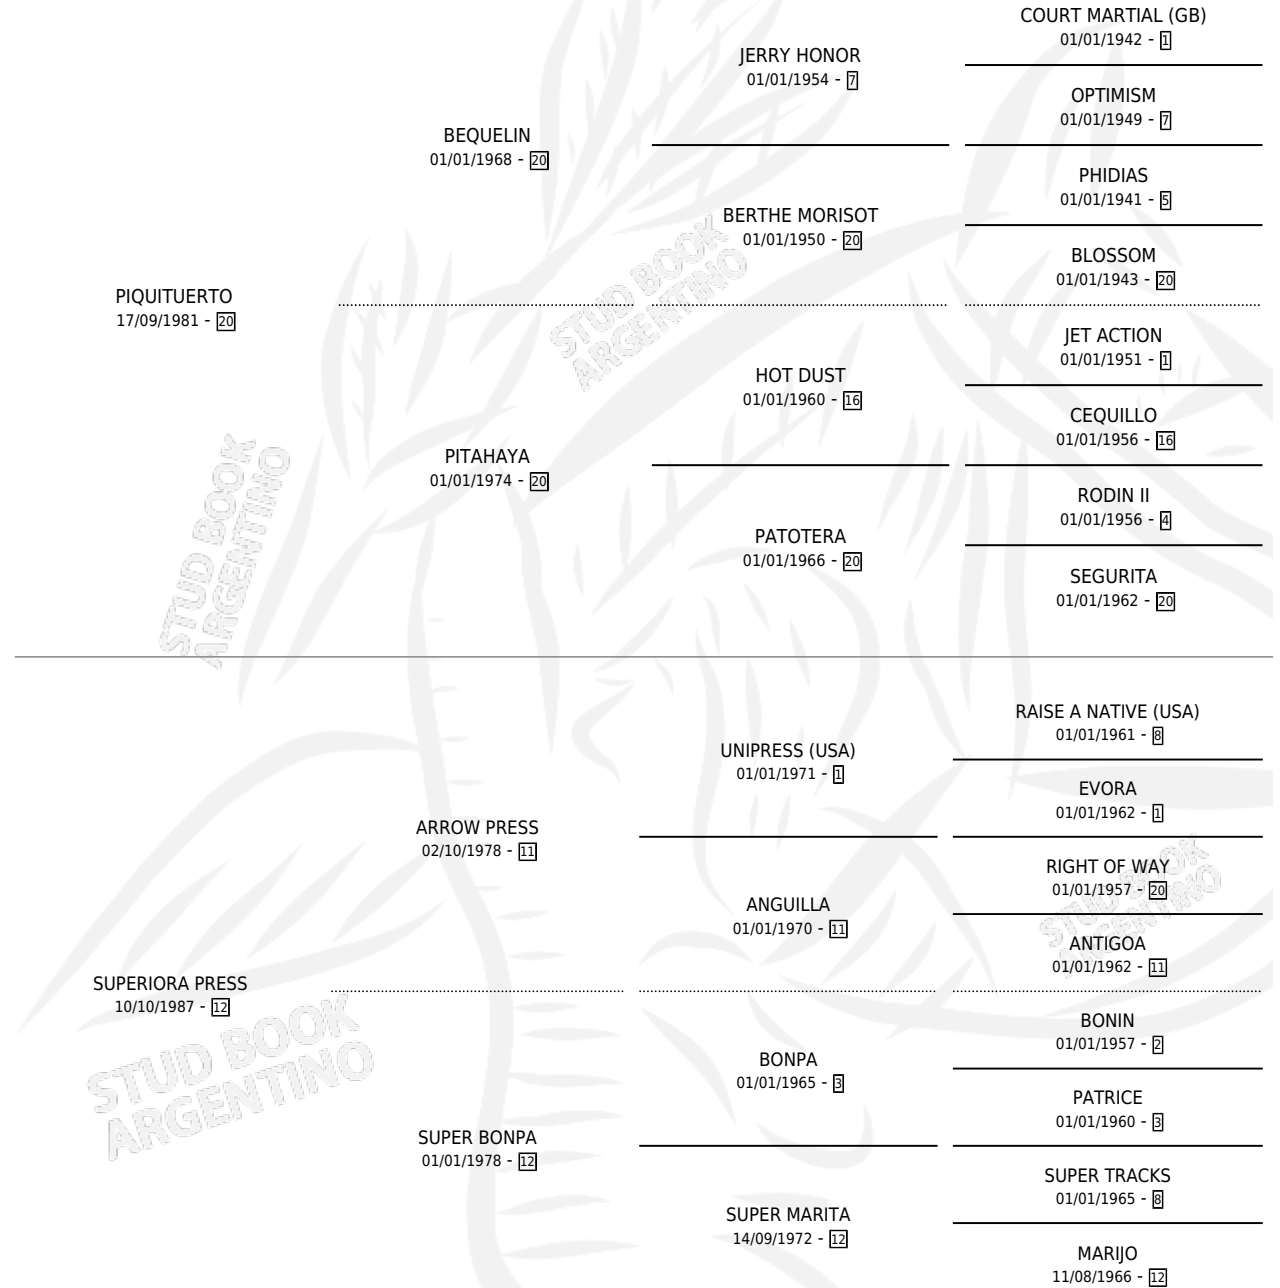 COURT MARTIAL (GB)
01/01/1942 - 1
JERRY HONOR
01/01/1954 - 7
OPTIMISM
01/01/1949 - 7
BEQUELIN
01/01/1968 - 20
PHIDIAS
01/01/1941 - 5
BERTHE MORISOT
01/01/1950 - 20
BLOSSOM
01/01/1943 - 20
PIQUITUERTO
17/09/1981 - 20
STUD BOOK
ARGENTINO
JET ACTION
01/01/1951 - 1
HOT DUST
01/01/1960 - 16
CEQUILLO
01/01/1956 - 16
PITAHAYA
01/01/1974 - 20
RODIN II
01/01/1956 - 4
PATOTERA
01/01/1966 - 20
SEGURITA
01/01/1962 - 20
STUD BOOK
ARGENTINO
RAISE A NATIVE (USA)
01/01/1961 - 8
UNIPRESS (USA)
01/01/1971 - 1
EVORA
01/01/1962 - 1
ARROW PRESS
02/10/1978 - 11
RIGHT OF WAY
01/01/1957 - 20
ANGUILLA
01/01/1970 - 11
ANTIGOA
01/01/1962 - 11
STUD BOOK
ARGENTINO
SUPERIORA PRESS
10/10/1987 - 12
BONIN
01/01/1957 - 2
BONPA
01/01/1965 - 3
PATRICE
01/01/1960 - 3
STUD BOOK
ARGENTINO
SUPER BONPA
01/01/1978 - 12
SUPER TRACKS
01/01/1965 - 8
SUPER MARITA
14/09/1972 - 12
MARIJO
11/08/1966 - 12